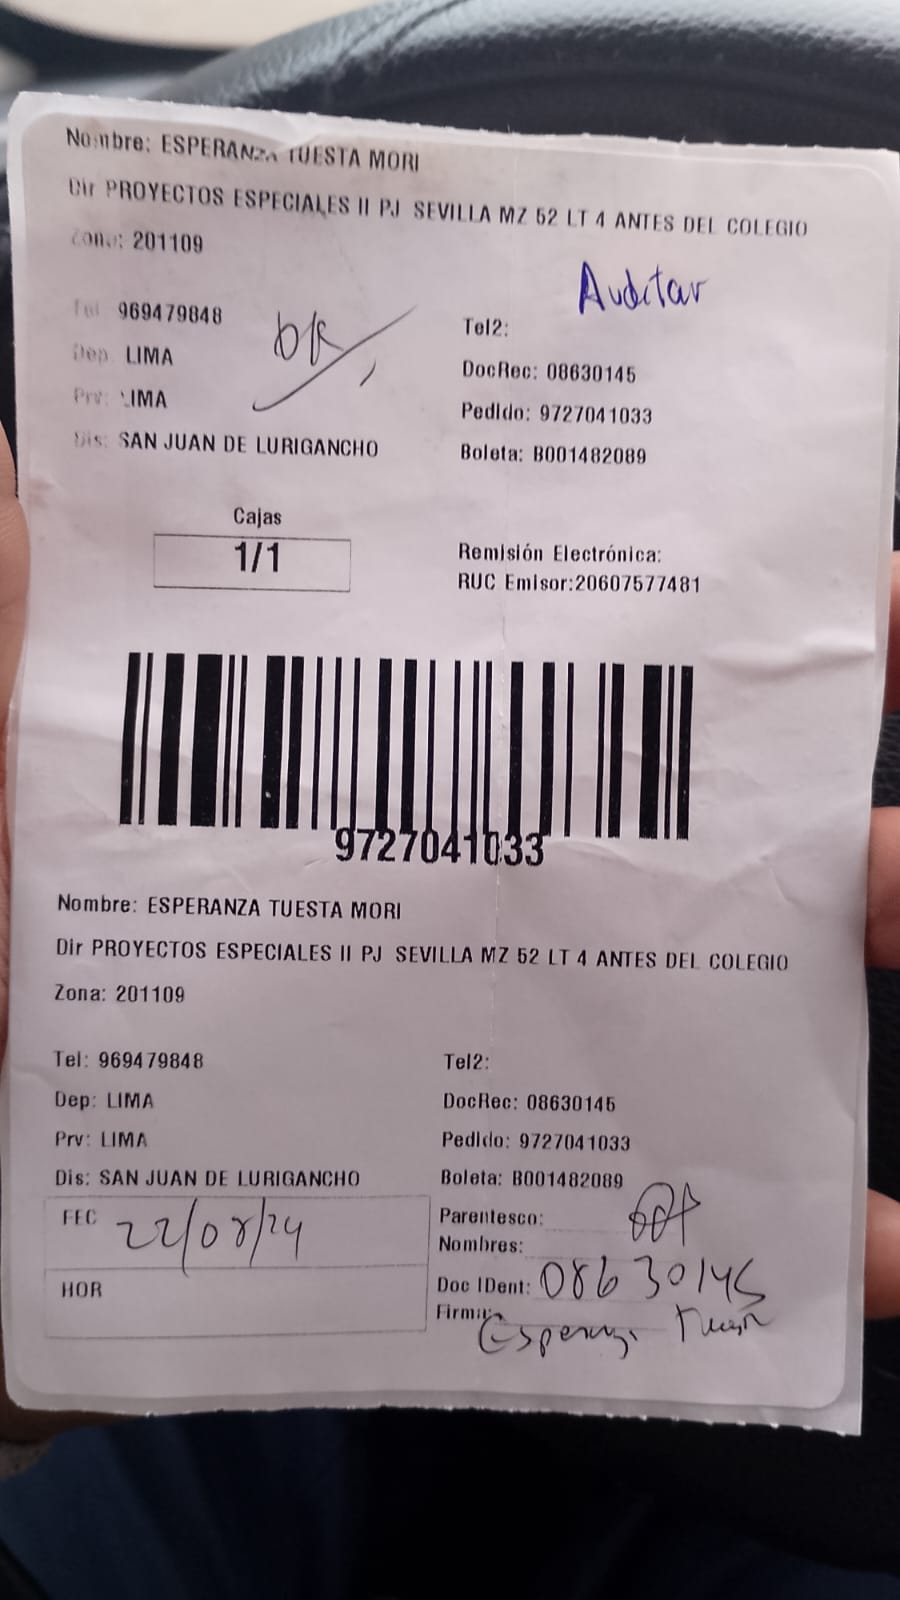 Nombre: ESPERANZA TUESTA MORI
Dir PROYECTOS ESPECIALES II PJ SEVILLA MZ 52 LT 4 ANTES DEL COLEGIO
Zona: 201109
Auditar
Tel 969479848
OK
Tel2:
Dep. LIMA
DocRec: 08630145
Prv: LIMA
Pedido: 9727041033
Dis: SAN JUAN DE LURIGANCHO
Boleta: B001482089
Cajas
1/1
Remisión Electrónica:
RUC Emisor:20607577481
9727041033
Nombre: ESPERANZA TUESTA MORI
Dir PROYECTOS ESPECIALES II PJ SEVILLA MZ 52 LT 4 ANTES DEL COLEGIO
Zona: 201109
Tel: 969479848
Tel2:
Dep: LIMA
DocRec: 08630145
Prv: LIMA
Pedido: 9727041033
Dis: SAN JUAN DE LURIGANCHO
Boleta: B001482089
FEC 22/08/24
Parentesco:
Nombres:
HOR
Doc IDent: 08630145
Firma: